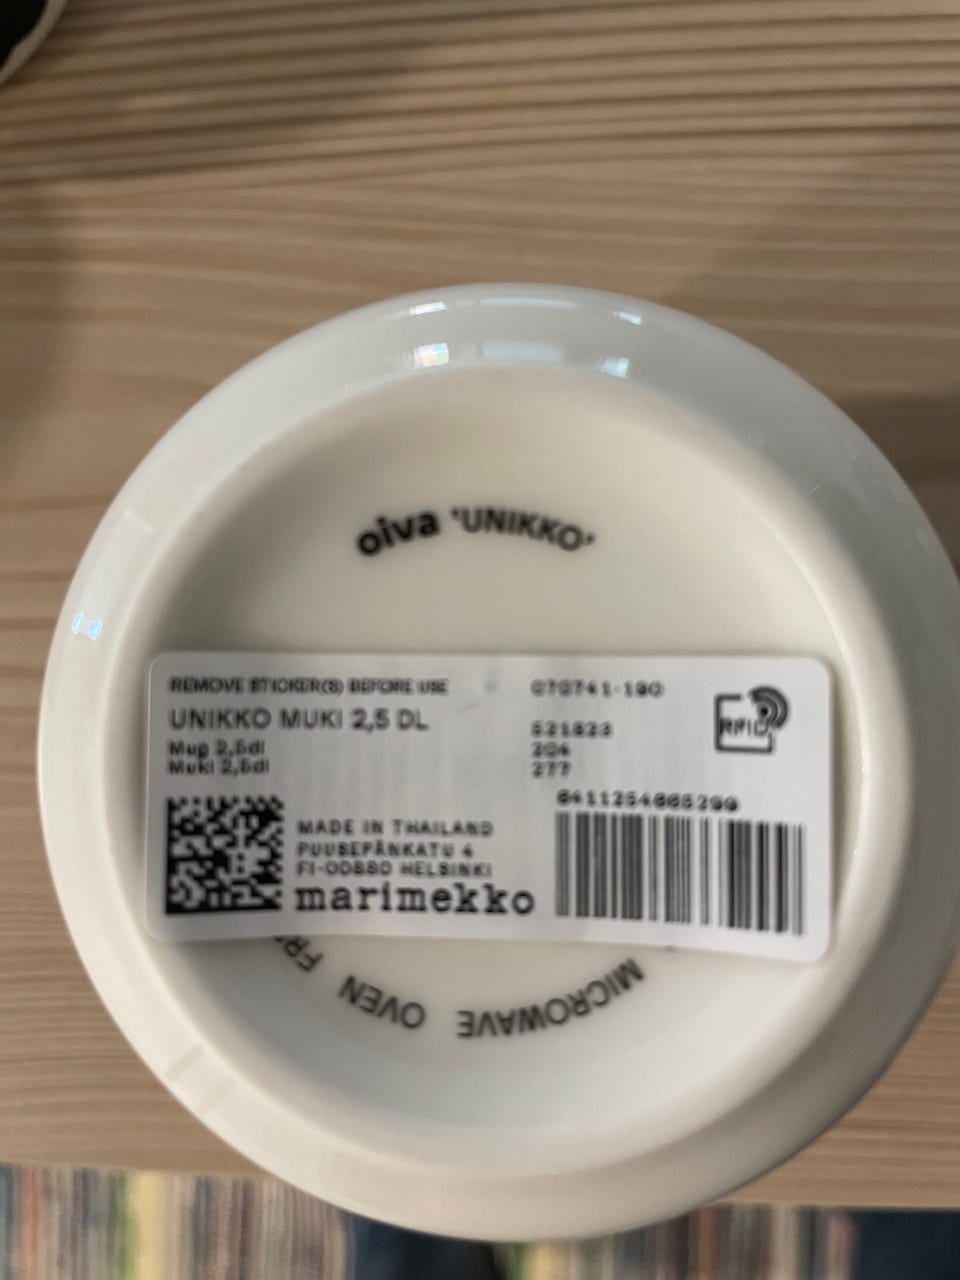 oiva 'UNIKKO'
REMOVE STICKER(S) BEFORE USE
070741-190
UNIKKO MUKI 2,5 DL
521823
Mug 2,5dl
204
Muki 2,5dl
277
RFID
6411254665299
MADE IN THAILAND
PUUSEPÄNKATU 4
FI-00880 HELSINKI
marimekko
MICROWAVE OVEN